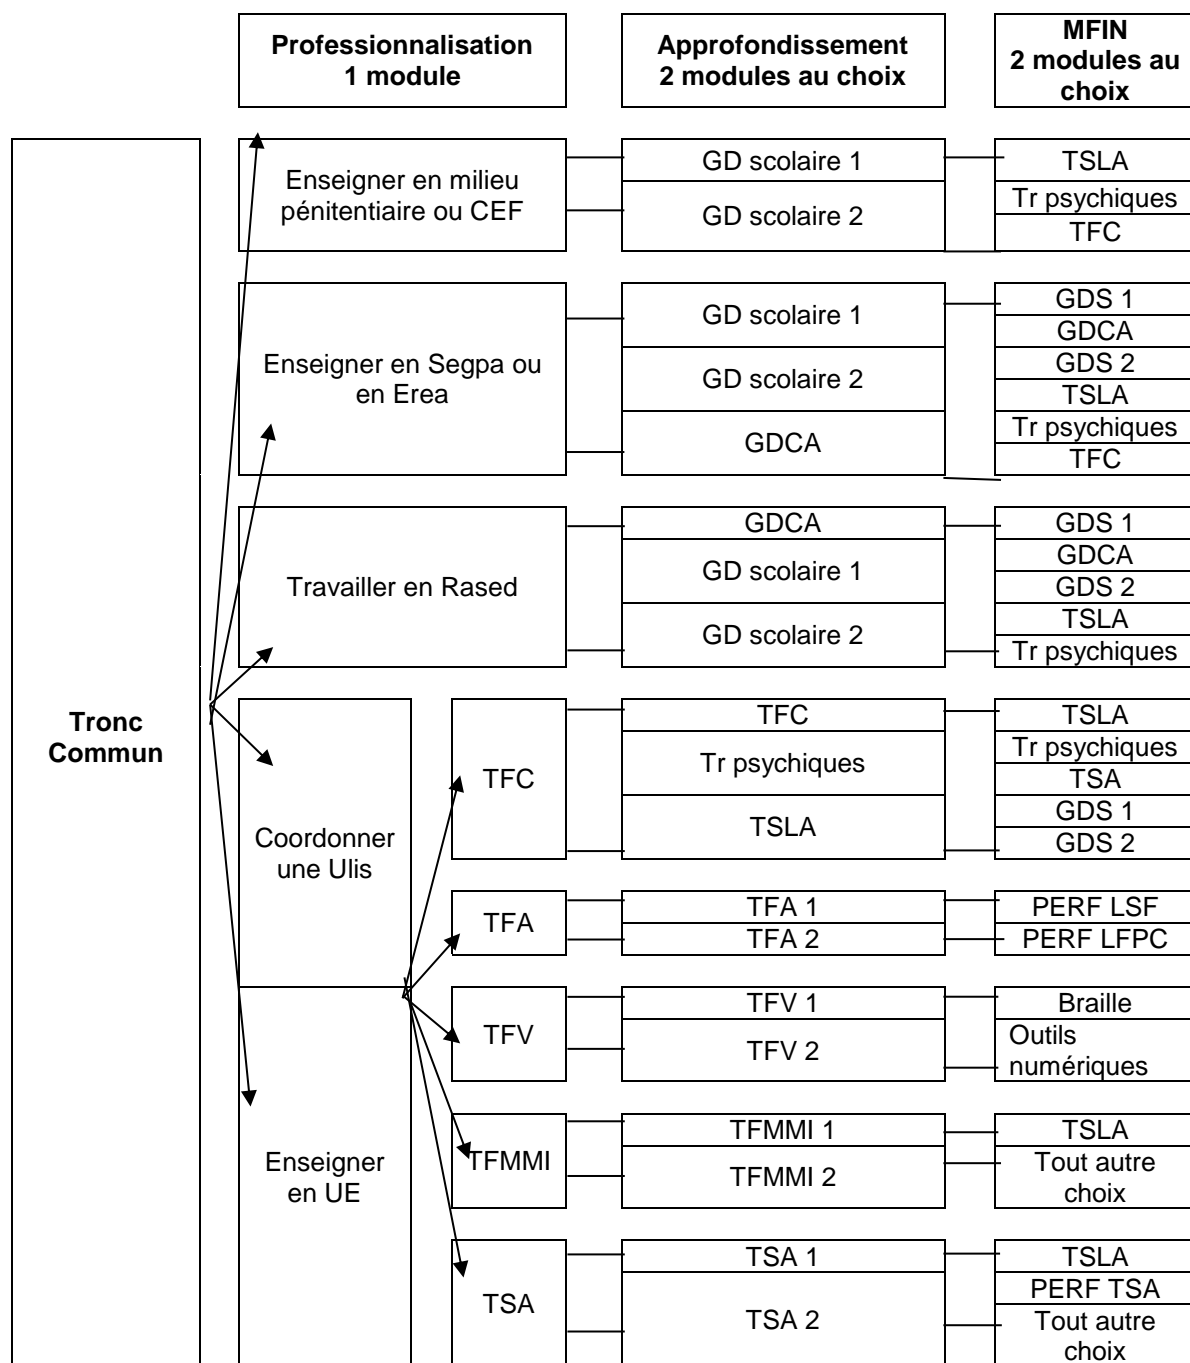 Professionnalisation
1 module
Approfondissement
2 modules au choix
MFIN
2 modules au
choix
Tronc
Commun
Enseigner en milieu
pénitentiaire ou CEF
GD scolaire 1
GD scolaire 2
TSLA
Tr psychiques
TFC
Enseigner en Segpa ou
en Erea
GD scolaire 1
GD scolaire 2
GDCA
GDS 1
GDCA
GDS 2
TSLA
Tr psychiques
TFC
Travailler en Rased
GDCA
GD scolaire 1
GD scolaire 2
GDS 1
GDCA
GDS 2
TSLA
Tr psychiques
Coordonner
une Ulis
Enseigner
en UE
TFC
TFC
Tr psychiques
TSLA
TSLA
Tr psychiques
TSA
GDS 1
GDS 2
TFA
TFA 1
TFA 2
PERF LSF
PERF LFPC
TFV
TFV 1
TFV 2
Braille
Outils
numériques
TFMMI
TFMMI 1
TFMMI 2
TSLA
Tout autre
choix
TSA
TSA 1
TSA 2
TSLA
PERF TSA
Tout autre
choix